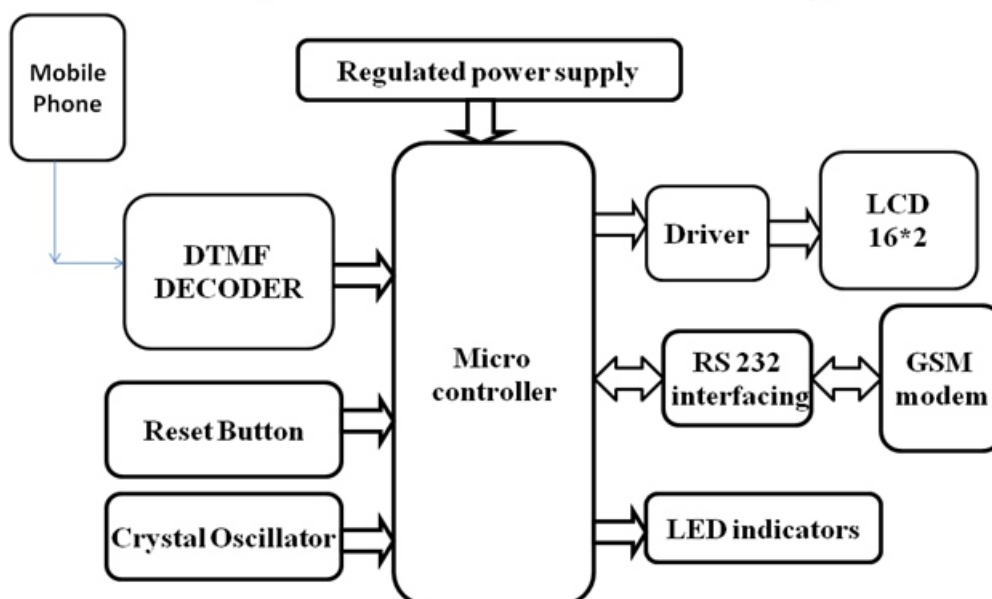 Mobile
Phone
Regulated power supply
DTMF
DECODER
Driver
LCD
16*2
Micro
controller
RS 232
interfacing
GSM
modem
Reset Button
Crystal Oscillator
LED indicators